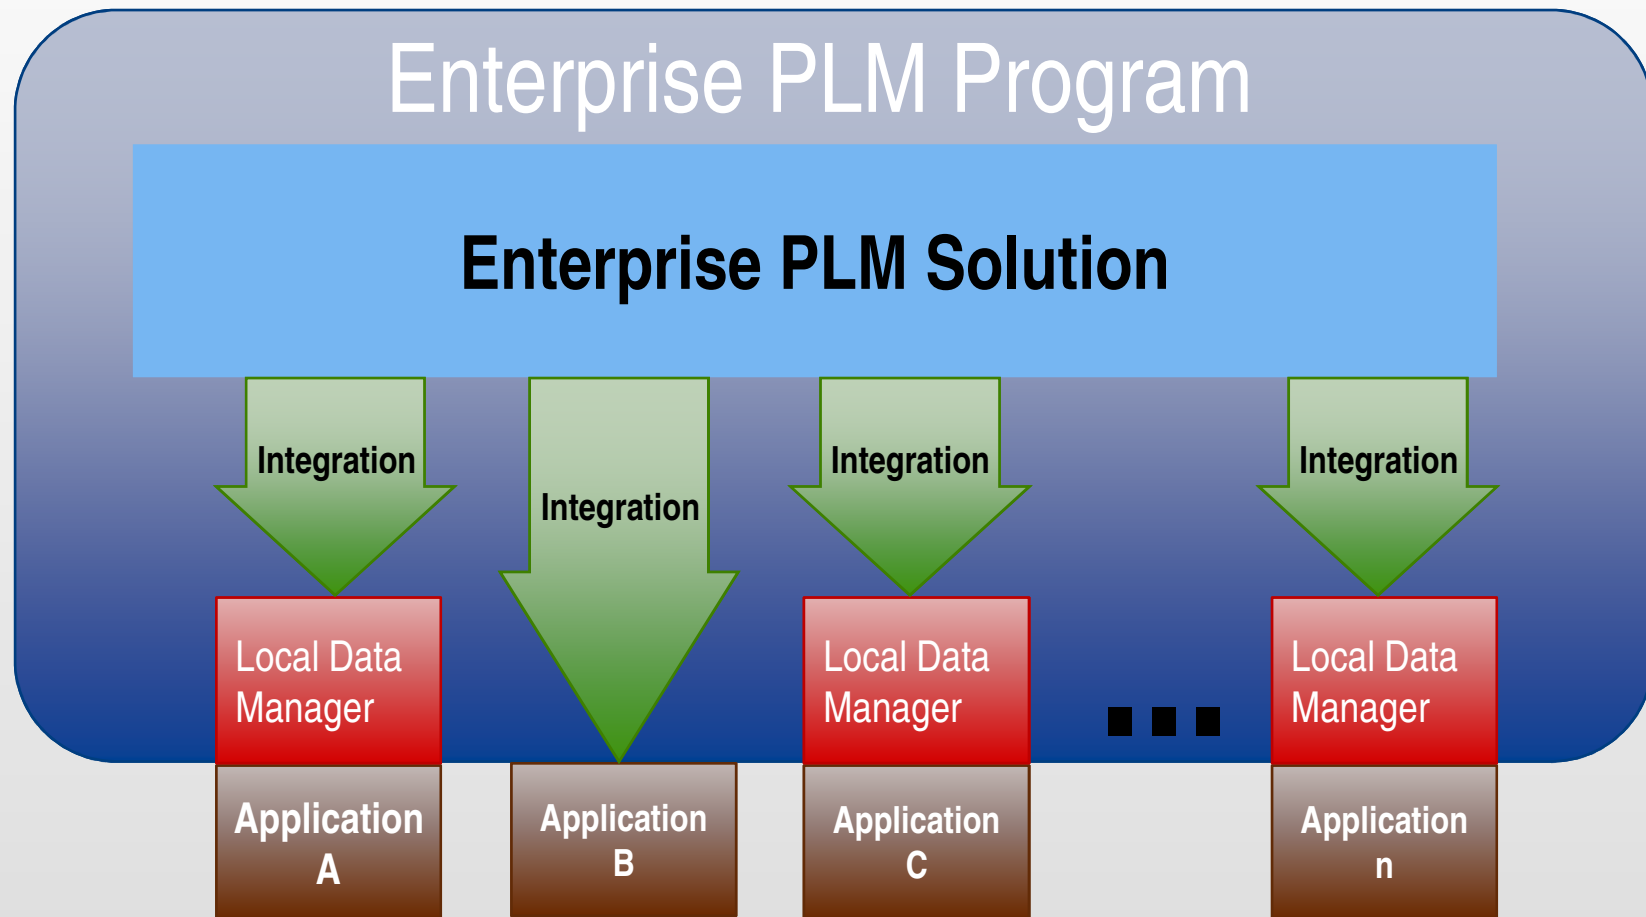 Enterprise PLM Program
Enterprise PLM Solution
Integration
Integration
Integration
Integration
Local Data
Manager
Local Data
Manager
Local Data
Manager
...
Application
A
Application
B
Application
C
Application
n